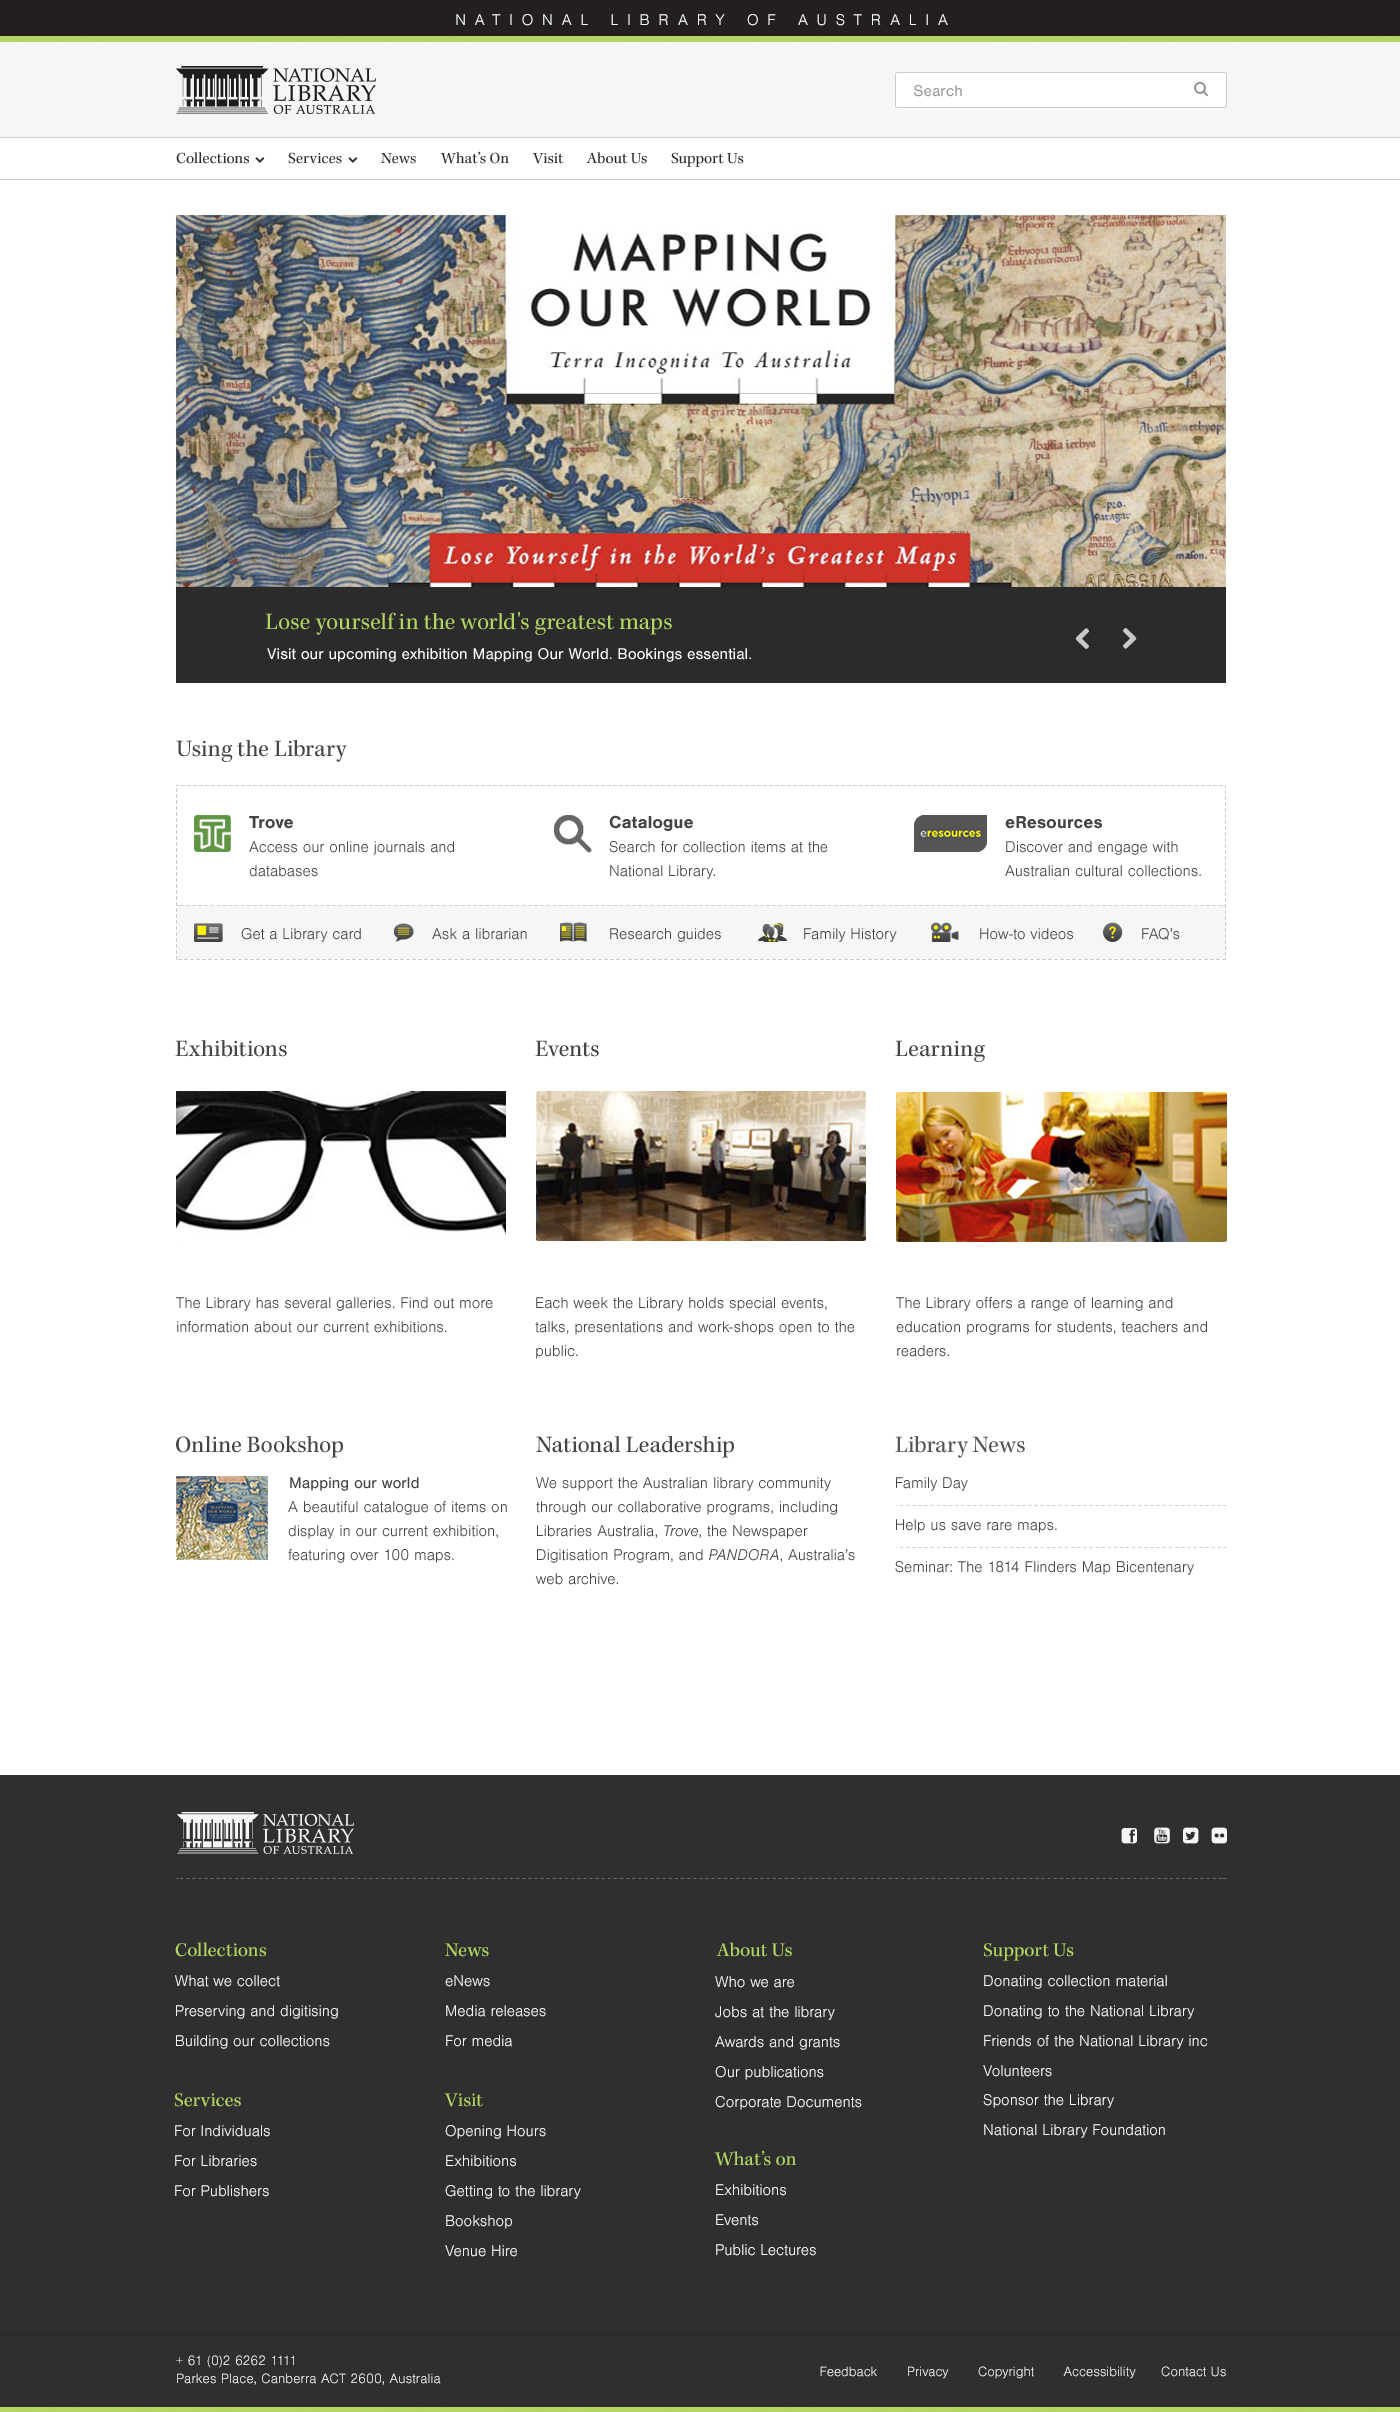 NATIONAL LIBRARY OF AUSTRALIA
NATIONAL
LIBRARY
OF AUSTRALIA
Search
Collections Services News What's On Visit About Us Support Us
MAPPING
OUR WORLD
Terra Incognita To Australia
Ethyopia
Lose Yourself in the World's Greatest Maps
Lose yourself in the world's greatest maps
Visit our upcoming exhibition Mapping Our World. Bookings essential.
Using the Library
Trove
Access our online journals and
databases
Catalogue
Search for collection items at the
National Library.
eresources
eResources
Discover and engage with
Australian cultural collections.
Get a Library card Ask a librarian Research guides Family History How-to videos ? FAQ's
Exhibitions
The Library has several galleries. Find out more
information about our current exhibitions.
Events
Each week the Library holds special events,
talks, presentations and work-shops open to the
public.
Learning
The Library offers a range of learning and
education programs for students, teachers and
readers.
Online Bookshop
MAPPING
OUR WORLD
Mapping our world
A beautiful catalogue of items on
display in our current exhibition,
featuring over 100 maps.
National Leadership
We support the Australian library community
through our collaborative programs, including
Libraries Australia, Trove, the Newspaper
Digitisation Program, and PANDORA, Australia's
web archive.
Library News
Family Day
Help us save rare maps.
Seminar: The 1814 Flinders Map Bicentenary
NATIONAL
LIBRARY
OF AUSTRALIA
Collections
What we collect
Preserving and digitising
Building our collections
Services
For Individuals
For Libraries
For Publishers
News
eNews
Media releases
For media
Visit
Opening Hours
Exhibitions
Getting to the library
Bookshop
Venue Hire
About Us
Who we are
Jobs at the library
Awards and grants
Our publications
Corporate Documents
What's on
Exhibitions
Events
Public Lectures
Support Us
Donating collection material
Donating to the National Library
Friends of the National Library inc
Volunteers
Sponsor the Library
National Library Foundation
+ 61 (0)2 6262 1111
Parkes Place, Canberra ACT 2600, Australia
Feedback Privacy Copyright Accessibility Contact Us